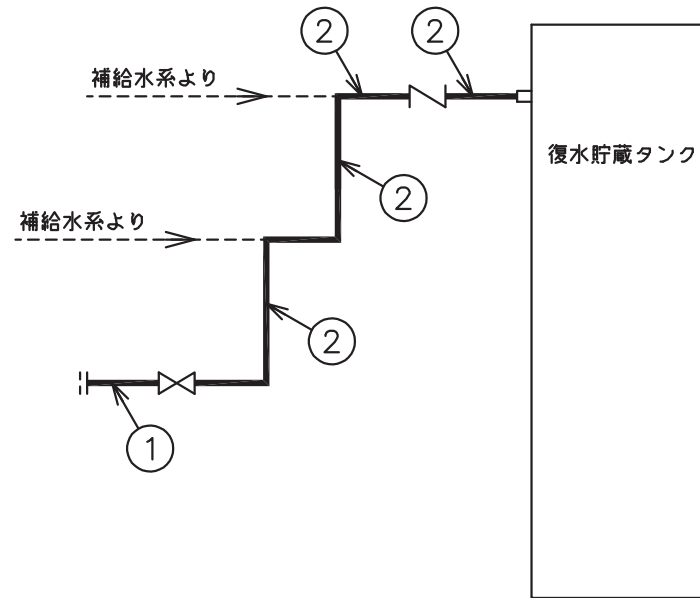 ② ②
補給水系より
復水貯蔵タンク
②
補給水系より
②
①